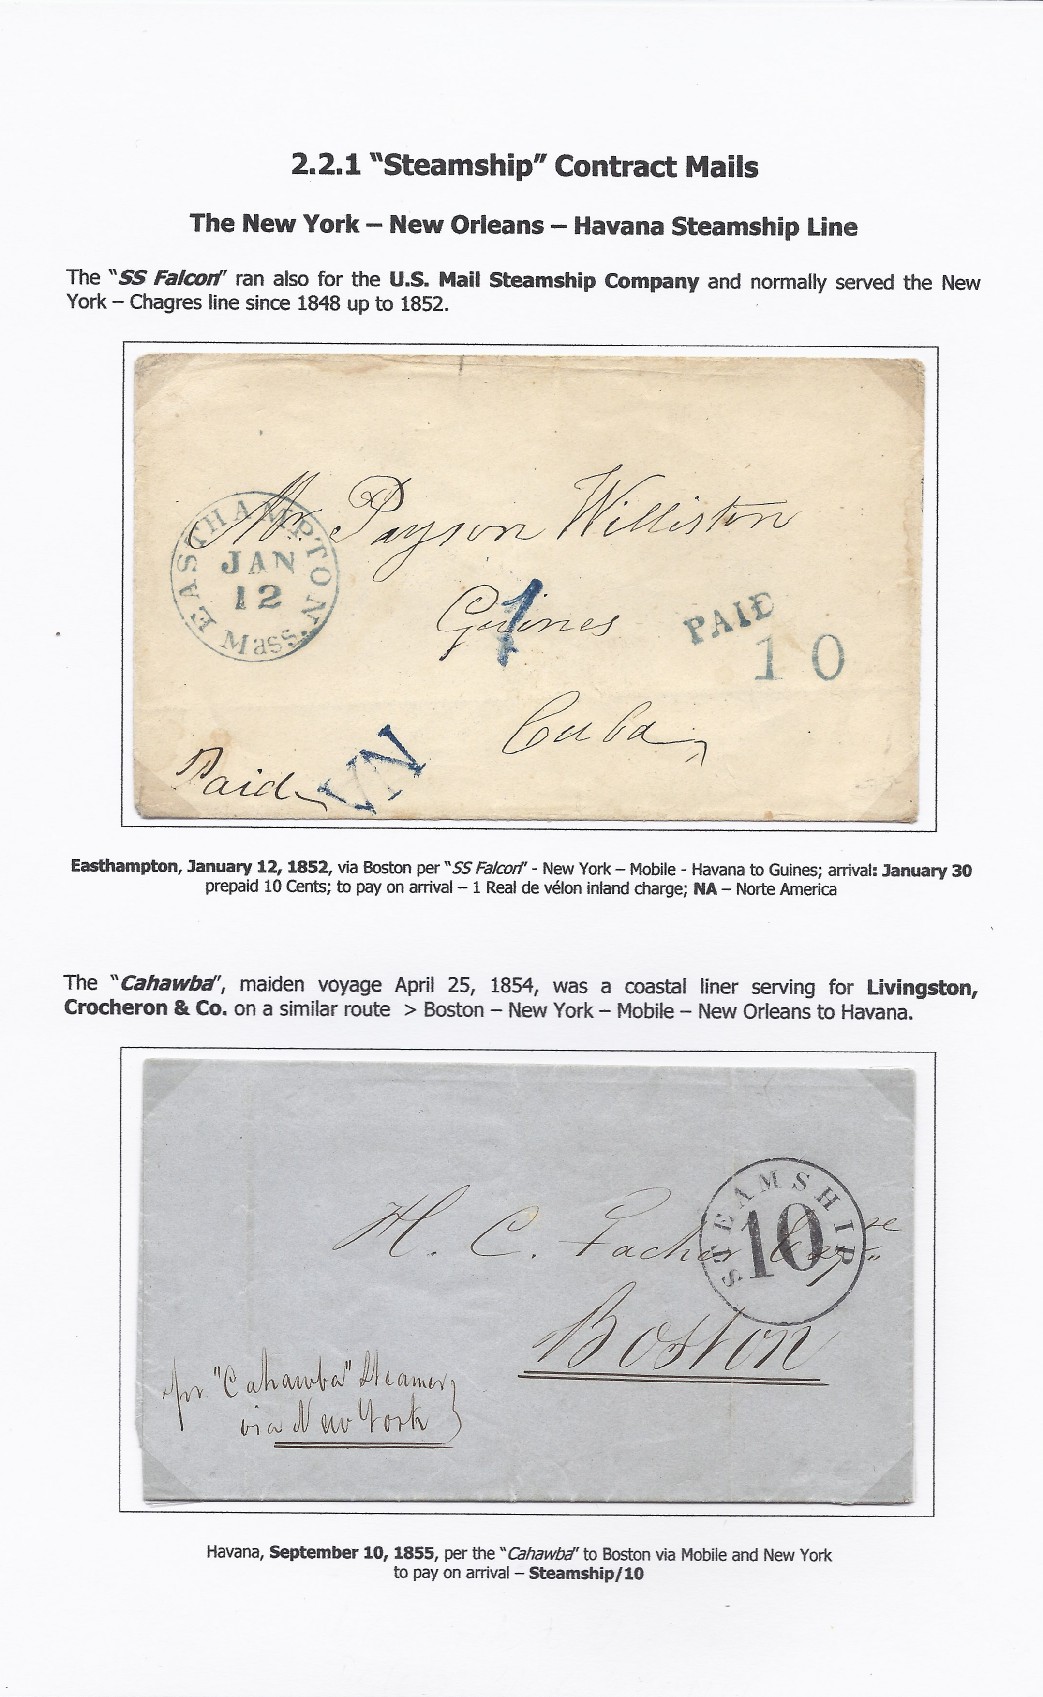 2.2.1 “Steamship” Contract Mails
The New York – New Orleans – Havana Steamship Line
The “SS Falcon” ran also for the U.S. Mail Steamship Company and normally served the New
York – Chagres line since 1848 up to 1852.
EASTHAMPTON Mass.
JAN
12
Mr. Payson Williston
Guines
1
PAID
10
Cuba
Paid
NA
Easthampton, January 12, 1852, via Boston per “SS Falcon” - New York – Mobile - Havana to Guines; arrival: January 30
prepaid 10 Cents; to pay on arrival – 1 Real de vélon inland charge; NA – Norte America
The “Cahawba”, maiden voyage April 25, 1854, was a coastal liner serving for Livingston,
Crocheron & Co. on a similar route > Boston – New York – Mobile – New Orleans to Havana.
STEAMSHIP
10
H. C.
Boston
pr. "Cahawba" Steamer
via New York
Havana, September 10, 1855, per the “Cahawba” to Boston via Mobile and New York
to pay on arrival – Steamship/10